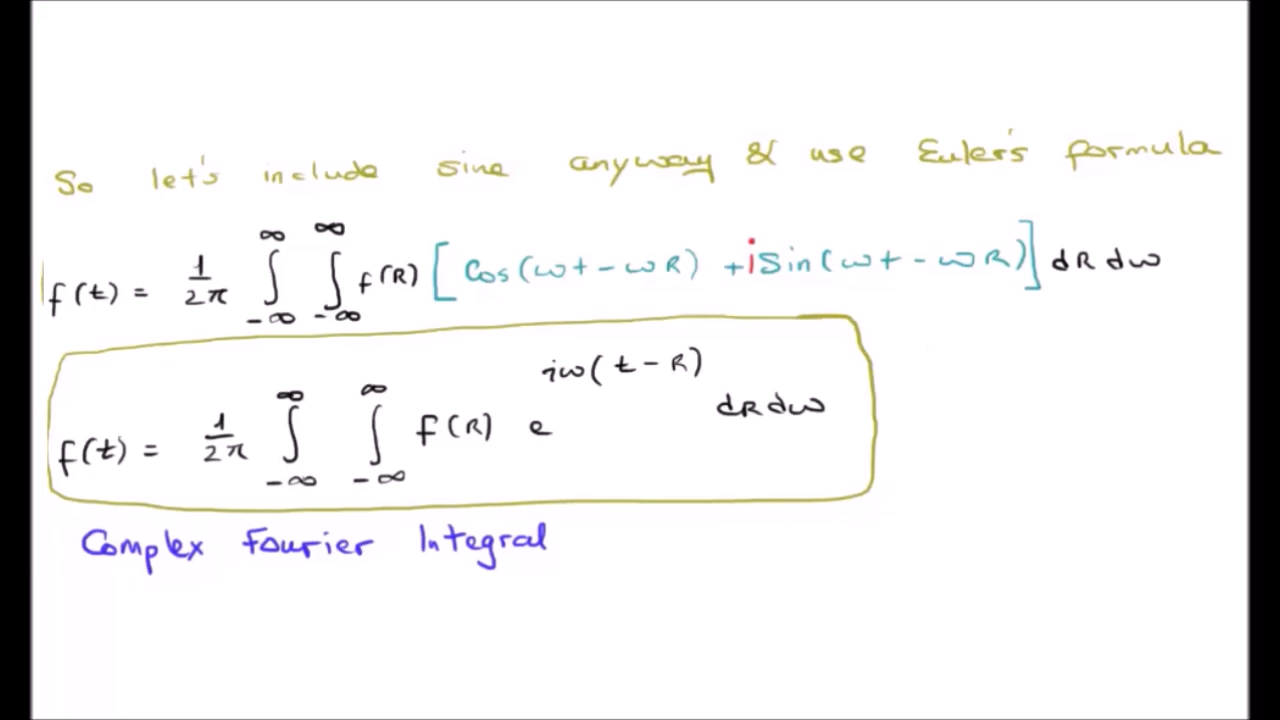 So let's include sine anyway & use Euler's formula
f(t) = 1/2π ∫_{-∞}^{∞} ∫_{-∞}^{∞} f(R) [cos(ωt - ωR) + i sin(ωt - ωR)] dR dω
f(t) = 1/2π ∫_{-∞}^{∞} ∫_{-∞}^{∞} f(R) e^{iω(t - R)} dR dω
Complex Fourier Integral